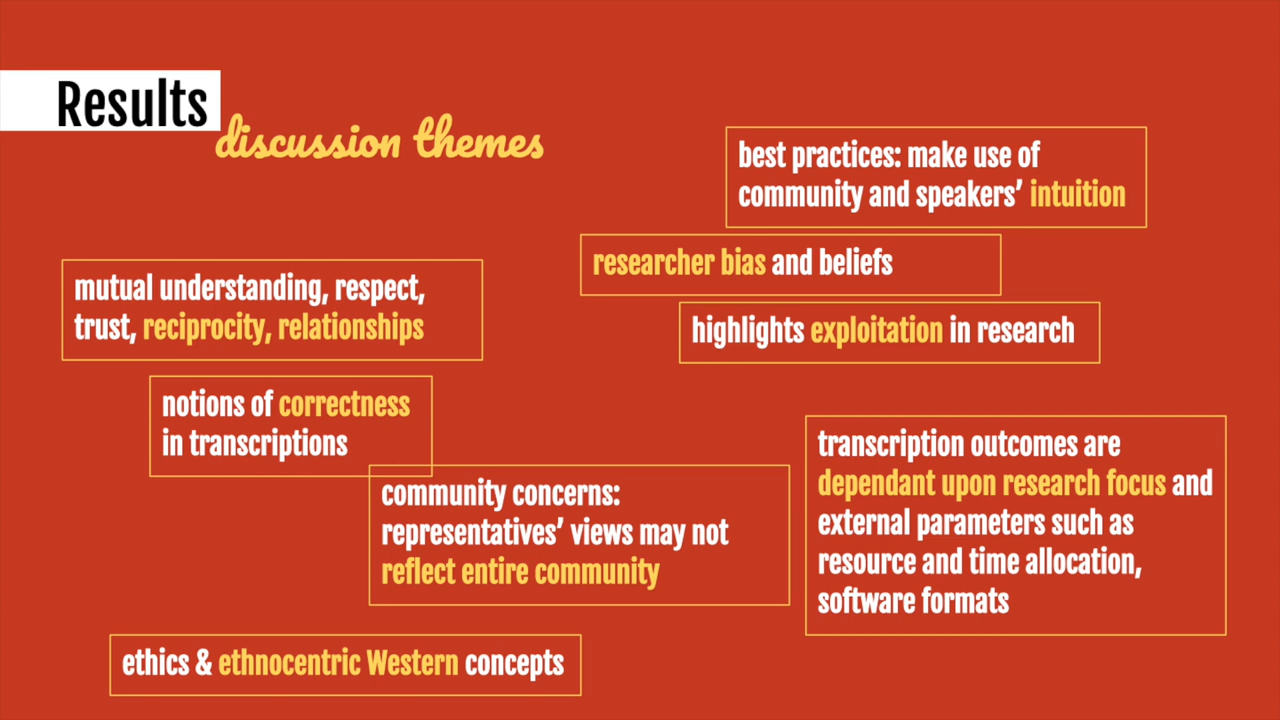 Results
discussion themes
best practices: make use of
community and speakers’ intuition
researcher bias and beliefs
highlights exploitation in research
mutual understanding, respect,
trust, reciprocity, relationships
notions of correctness
in transcriptions
community concerns:
representatives’ views may not
reflect entire community
transcription outcomes are
dependant upon research focus and
external parameters such as
resource and time allocation,
software formats
ethics & ethnocentric Western concepts